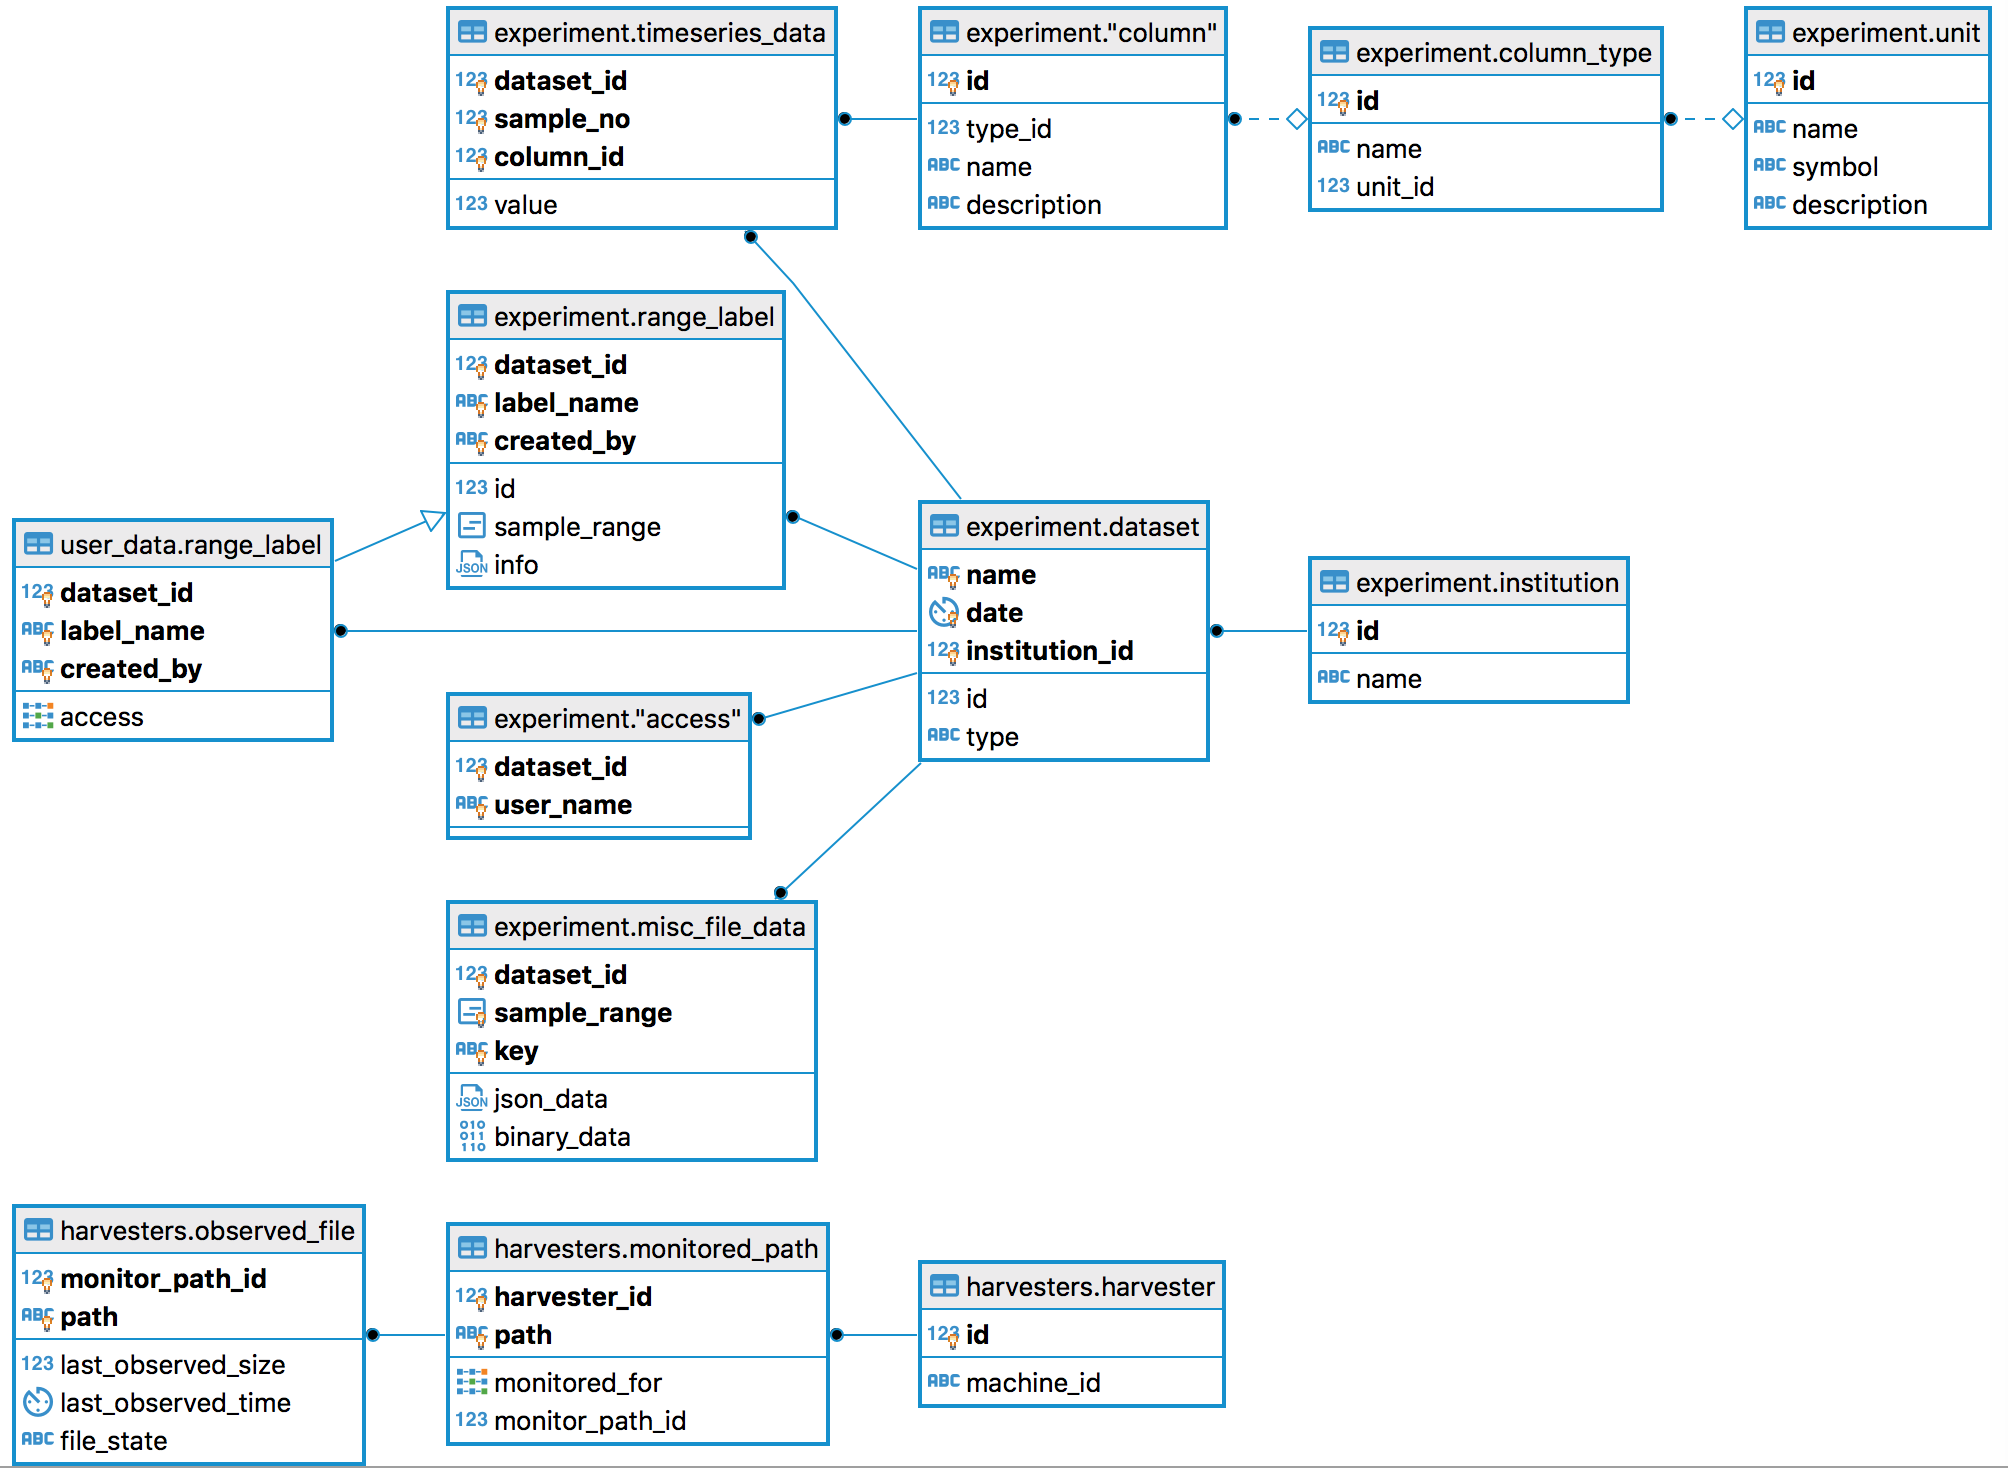 experiment.timeseries_data
123 dataset_id
123 sample_no
123 column_id
123 value
experiment."column"
123 id
123 type_id
ABC name
ABC description
experiment.column_type
123 id
ABC name
123 unit_id
experiment.unit
123 id
ABC name
ABC symbol
ABC description
experiment.range_label
123 dataset_id
ABC label_name
ABC created_by
123 id
sample_range
JSON info
user_data.range_label
123 dataset_id
ABC label_name
ABC created_by
access
experiment.dataset
ABC name
date
123 institution_id
123 id
ABC type
experiment.institution
123 id
ABC name
experiment."access"
123 dataset_id
ABC user_name
experiment.misc_file_data
123 dataset_id
sample_range
ABC key
JSON json_data
010
011 binary_data
110
harvesters.observed_file
123 monitor_path_id
ABC path
123 last_observed_size
last_observed_time
ABC file_state
harvesters.monitored_path
123 harvester_id
ABC path
monitored_for
123 monitor_path_id
harvesters.harvester
123 id
ABC machine_id